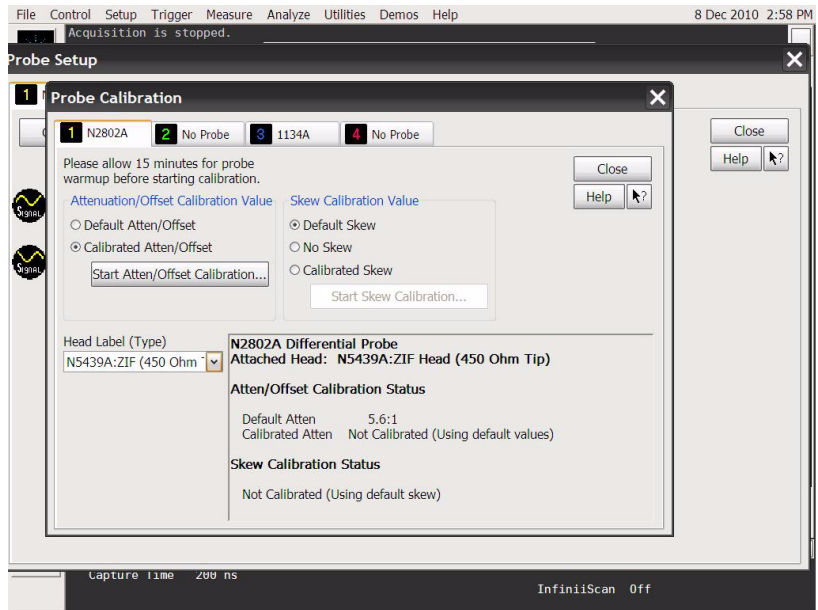 File Control Setup Trigger Measure Analyze Utilities Demos Help 8 Dec 2010 2:58 PM
Acquisition is stopped.
Probe Setup
1
Probe Calibration
1 N2802A 2 No Probe 3 1134A 4 No Probe
Close
Help ?
Please allow 15 minutes for probe
warmup before starting calibration.
Close
Help ?
Attenuation/Offset Calibration Value
Default Atten/Offset
Calibrated Atten/Offset
Start Atten/Offset Calibration...
Skew Calibration Value
Default Skew
No Skew
Calibrated Skew
Start Skew Calibration...
SIGNAL
SIGNAL
Head Label (Type)
N5439A:ZIF (450 Ohm
N2802A Differential Probe
Attached Head: N5439A:ZIF Head (450 Ohm Tip)
Atten/Offset Calibration Status
Default Atten 5.6:1
Calibrated Atten Not Calibrated (Using default values)
Skew Calibration Status
Not Calibrated (Using default skew)
Capture Time 200 ns
InfiniiScan Off